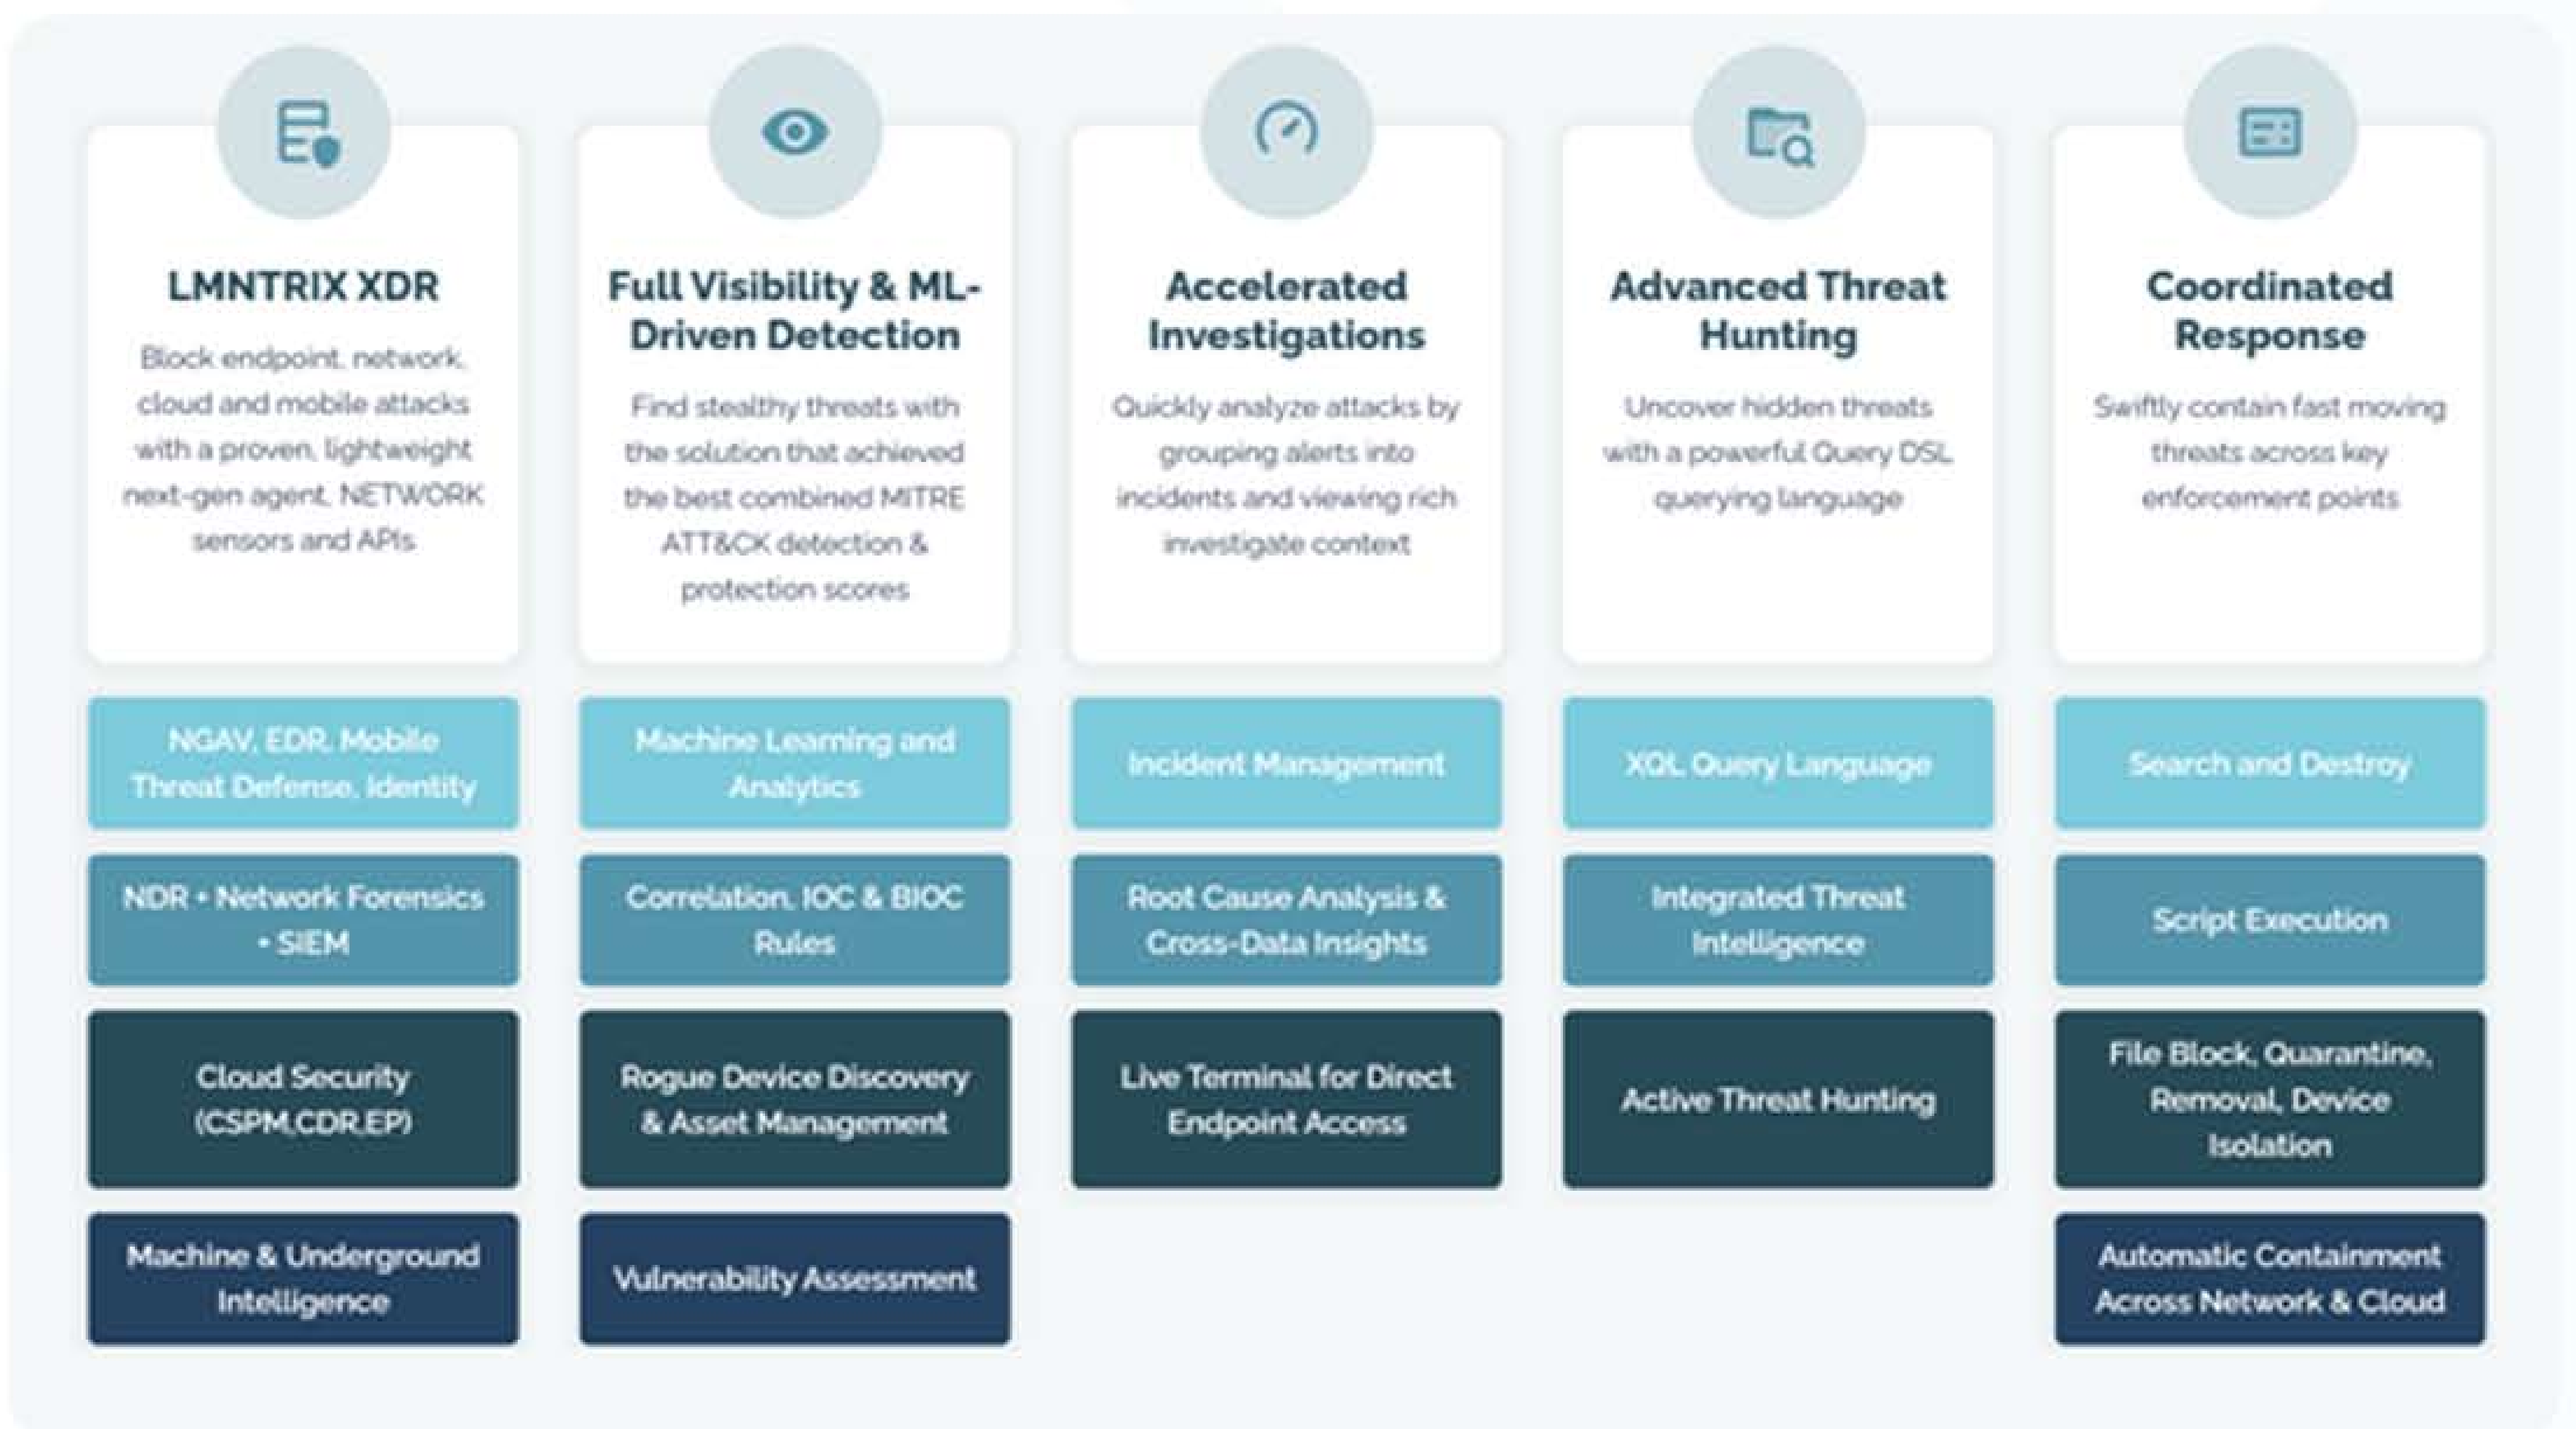 LMNTRIX XDR
Block endpoint, network,
cloud and mobile attacks
with a proven, lightweight
next-gen agent, NETWORK
sensors and APIs
NGAV, EDR, Mobile
Threat Defense, Identity
NDR + Network Forensics
+ SIEM
Cloud Security
(CSPM,CDR,EP)
Machine & Underground
Intelligence
Full Visibility & ML-
Driven Detection
Find stealthy threats with
the solution that achieved
the best combined MITRE
ATT&CK detection &
protection scores
Machine Learning and
Analytics
Correlation, IOC & BIOC
Rules
Rogue Device Discovery
& Asset Management
Vulnerability Assessment
Accelerated
Investigations
Quickly analyze attacks by
grouping alerts into
incidents and viewing rich
investigate context
Incident Management
Root Cause Analysis &
Cross-Data Insights
Live Terminal for Direct
Endpoint Access
Advanced Threat
Hunting
Uncover hidden threats
with a powerful Query DSL
querying language
XQL Query Language
Integrated Threat
Intelligence
Active Threat Hunting
Coordinated
Response
Swiftly contain fast moving
threats across key
enforcement points
Search and Destroy
Script Execution
File Block, Quarantine,
Removal, Device
Isolation
Automatic Containment
Across Network & Cloud